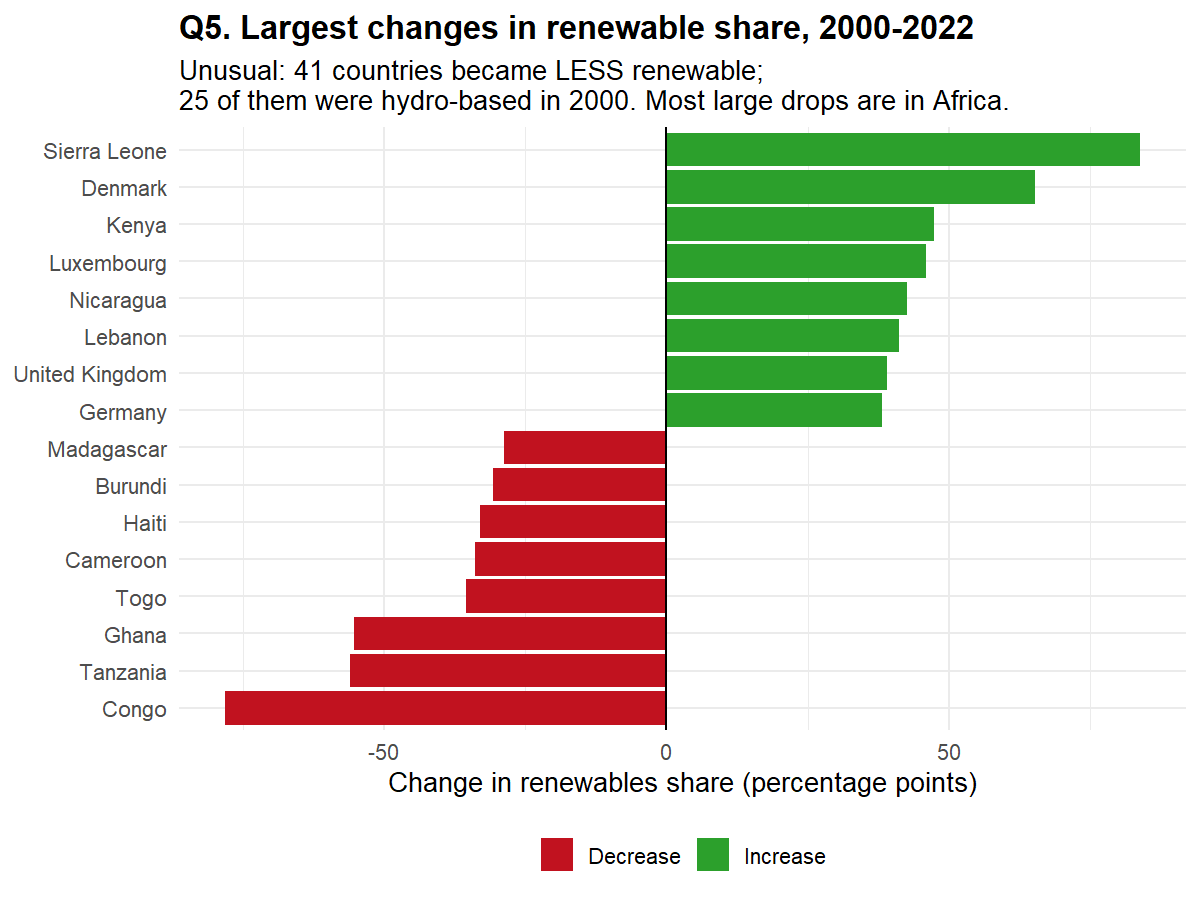 Q5. Largest changes in renewable share, 2000-2022
Unusual: 41 countries became LESS renewable;
25 of them were hydro-based in 2000. Most large drops are in Africa.
Sierra Leone
Denmark
Kenya
Luxembourg
Nicaragua
Lebanon
United Kingdom
Germany
Madagascar
Burundi
Haiti
Cameroon
Togo
Ghana
Tanzania
Congo
-50 0 50
Change in renewables share (percentage points)
Decrease Increase